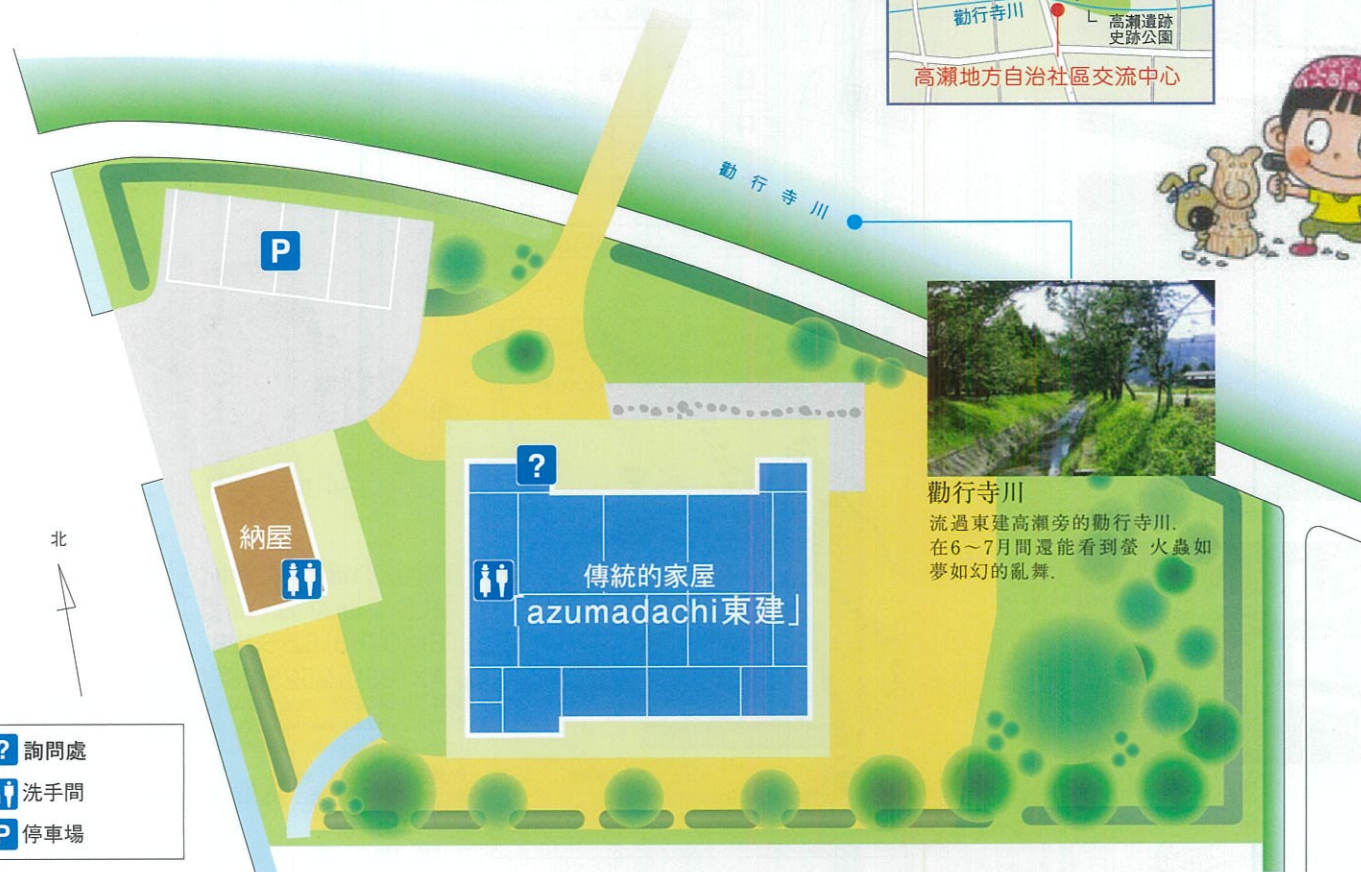 勸行寺川
高瀨遺跡
史跡公園
高瀨地方自治社區交流中心
勸行寺川
P
?
納屋
傳統的家屋
「azumadachi東建」
勸行寺川
流過東建高瀨旁的勸行寺川.
在6～7月間還能看到螢 火蟲如
夢如幻的亂舞.
北
? 詢問處
洗手間
P 停車場